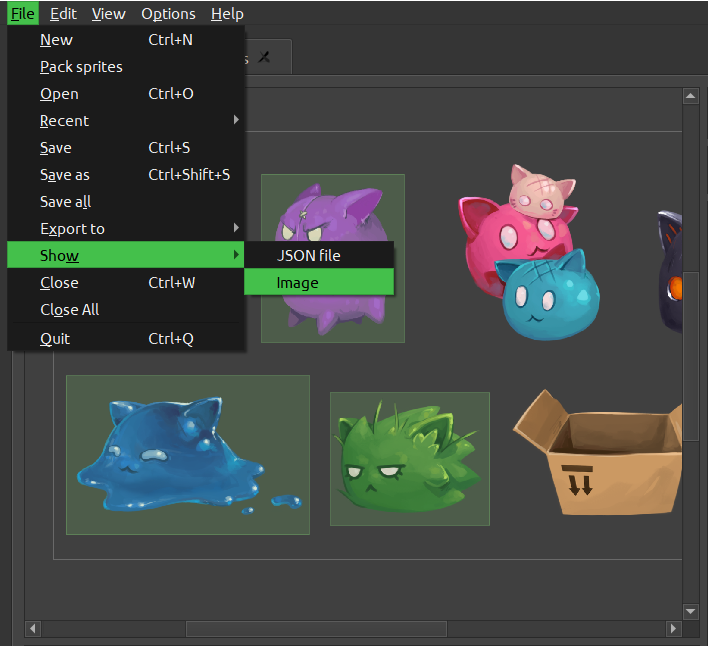 File Edit View Options Help
New Ctrl+N
Pack sprites
Open Ctrl+O
Recent
Save Ctrl+S
Save as Ctrl+Shift+S
Save all
Export to
Show
JSON file
Image
Close Ctrl+W
Close All
Quit Ctrl+Q